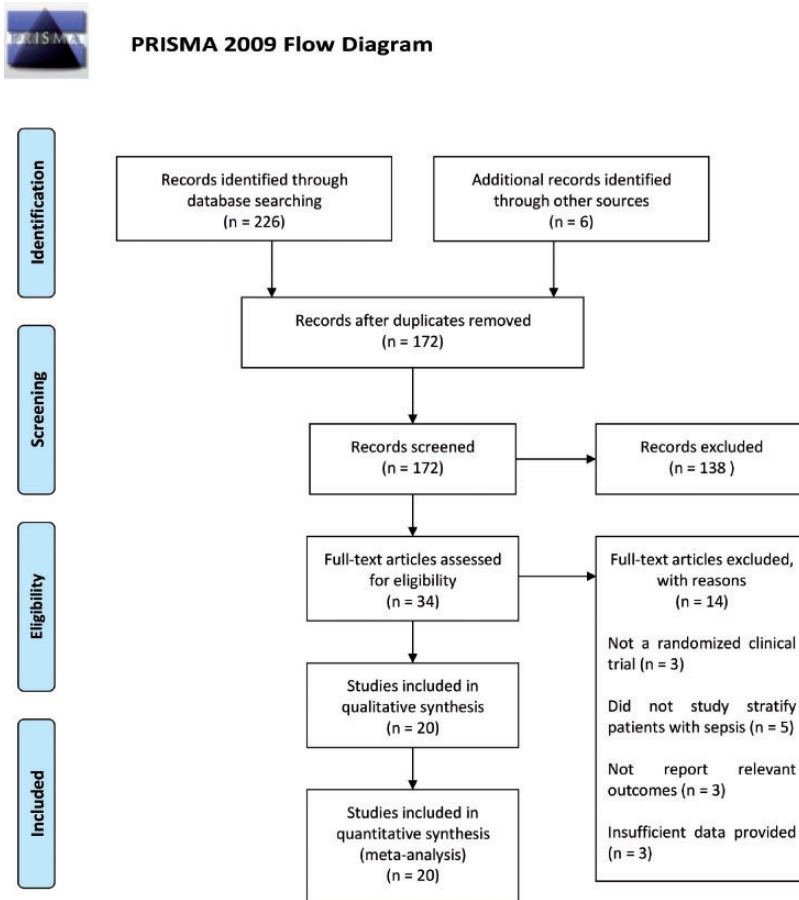 PRISMA
PRISMA 2009 Flow Diagram
Identification
Records identified through
database searching
(n = 226)
Additional records identified
through other sources
(n = 6)
Records after duplicates removed
(n = 172)
Screening
Records screened
(n = 172)
Records excluded
(n = 138 )
Eligibility
Full-text articles assessed
for eligibility
(n = 34)
Full-text articles excluded,
with reasons
(n = 14)
Not a randomized clinical
trial (n = 3)
Did not study stratify
patients with sepsis (n = 5)
Not report relevant
outcomes (n = 3)
Insufficient data provided
(n = 3)
Studies included in
qualitative synthesis
(n = 20)
Included
Studies included in
quantitative synthesis
(meta-analysis)
(n = 20)